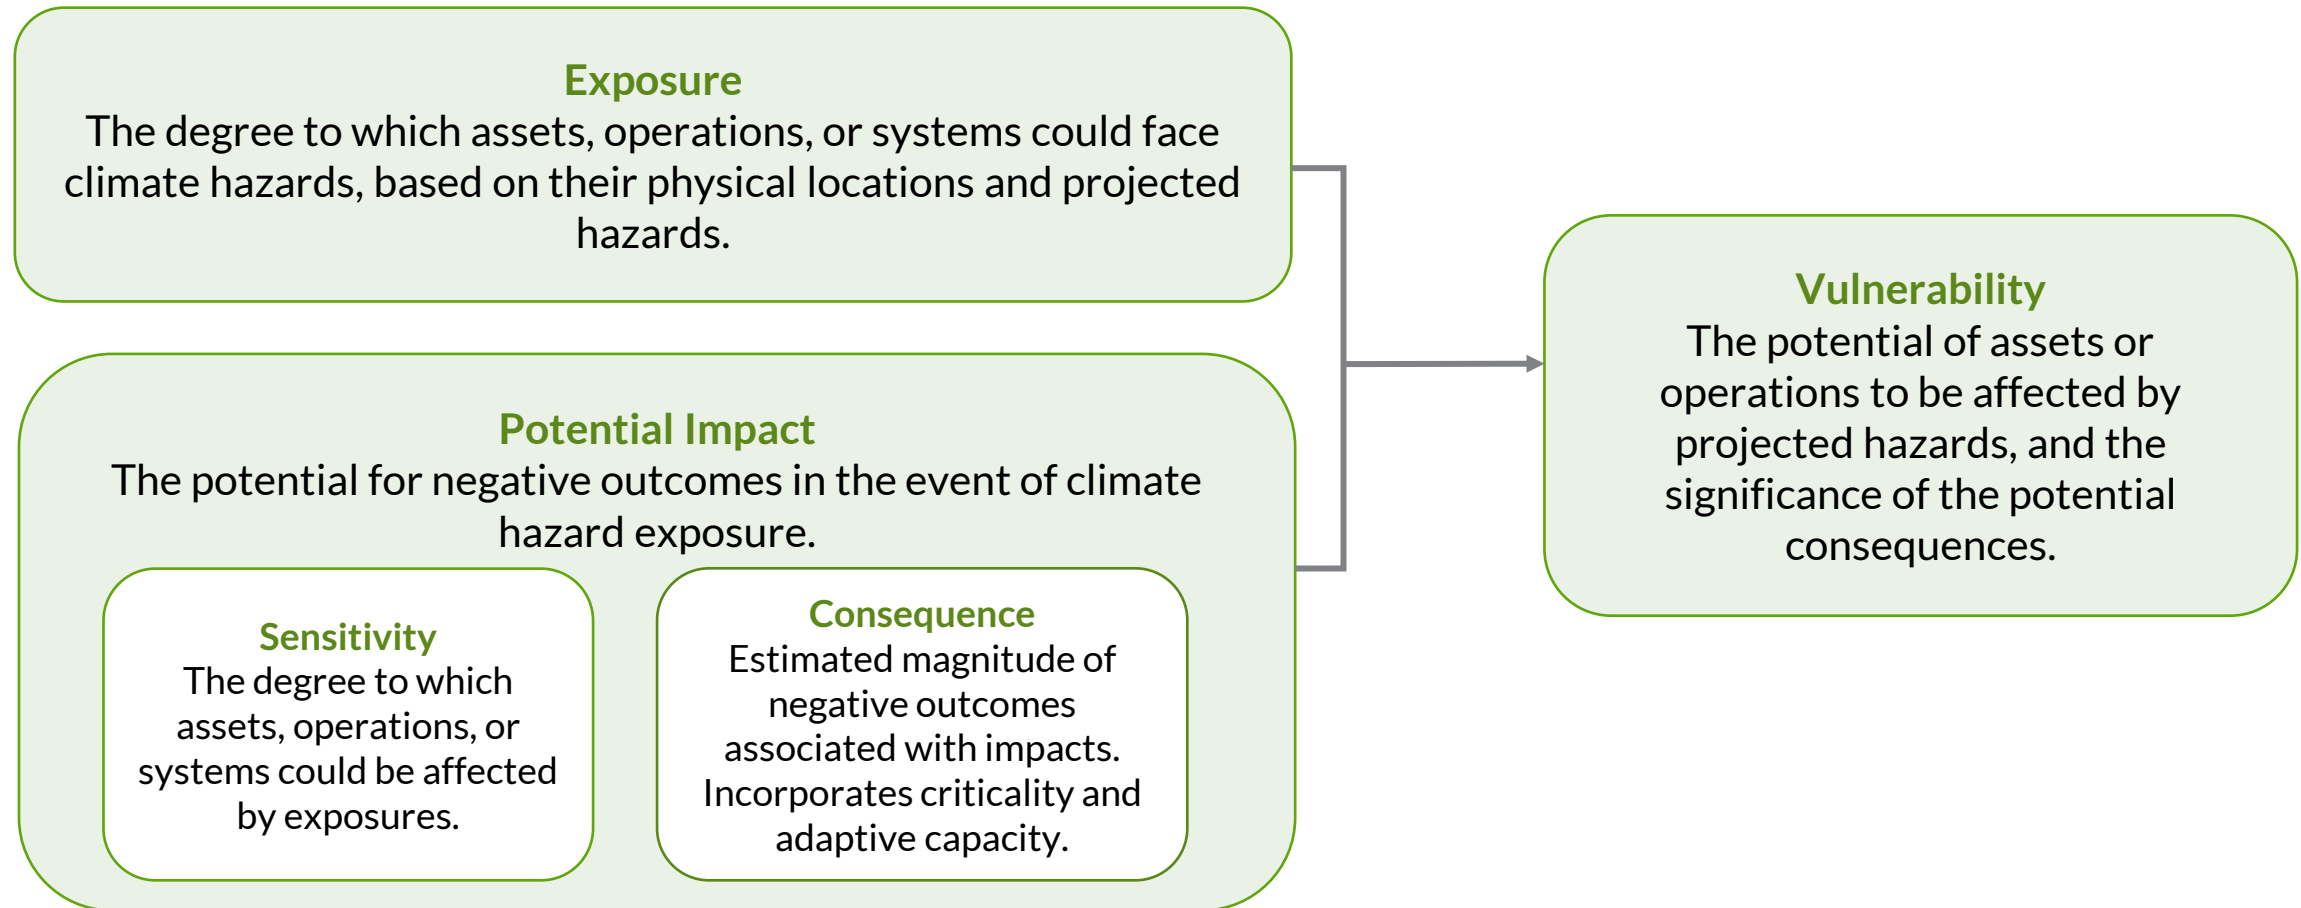 Exposure
The degree to which assets, operations, or systems could face
climate hazards, based on their physical locations and projected
hazards.
Potential Impact
The potential for negative outcomes in the event of climate
hazard exposure.
Sensitivity
The degree to which
assets, operations, or
systems could be affected
by exposures.
Consequence
Estimated magnitude of
negative outcomes
associated with impacts.
Incorporates criticality and
adaptive capacity.
Vulnerability
The potential of assets or
operations to be affected by
projected hazards, and the
significance of the potential
consequences.